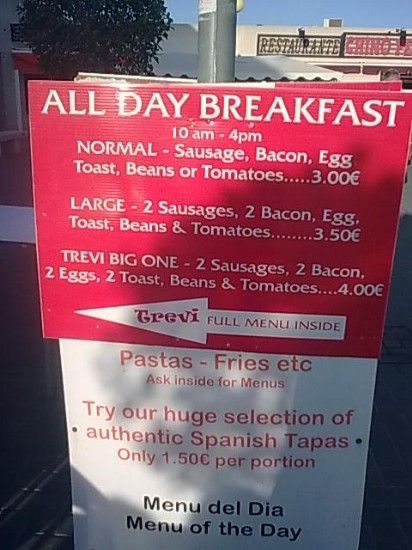 RESTAURANTE CHINO
ALL DAY BREAKFAST
10 am - 4pm
NORMAL - Sausage, Bacon, Egg
Toast, Beans or Tomatoes.....3.00€
LARGE - 2 Sausages, 2 Bacon, Egg,
Toast, Beans & Tomatoes........3.50€
TREVI BIG ONE - 2 Sausages, 2 Bacon,
2 Eggs, 2 Toast, Beans & Tomatoes....4.00€
Trevi FULL MENU INSIDE
Pastas - Fries etc
Ask inside for Menus
Try our huge selection of
authentic Spanish Tapas
Only 1.50€ per portion
Menu del Dia
Menu of the Day